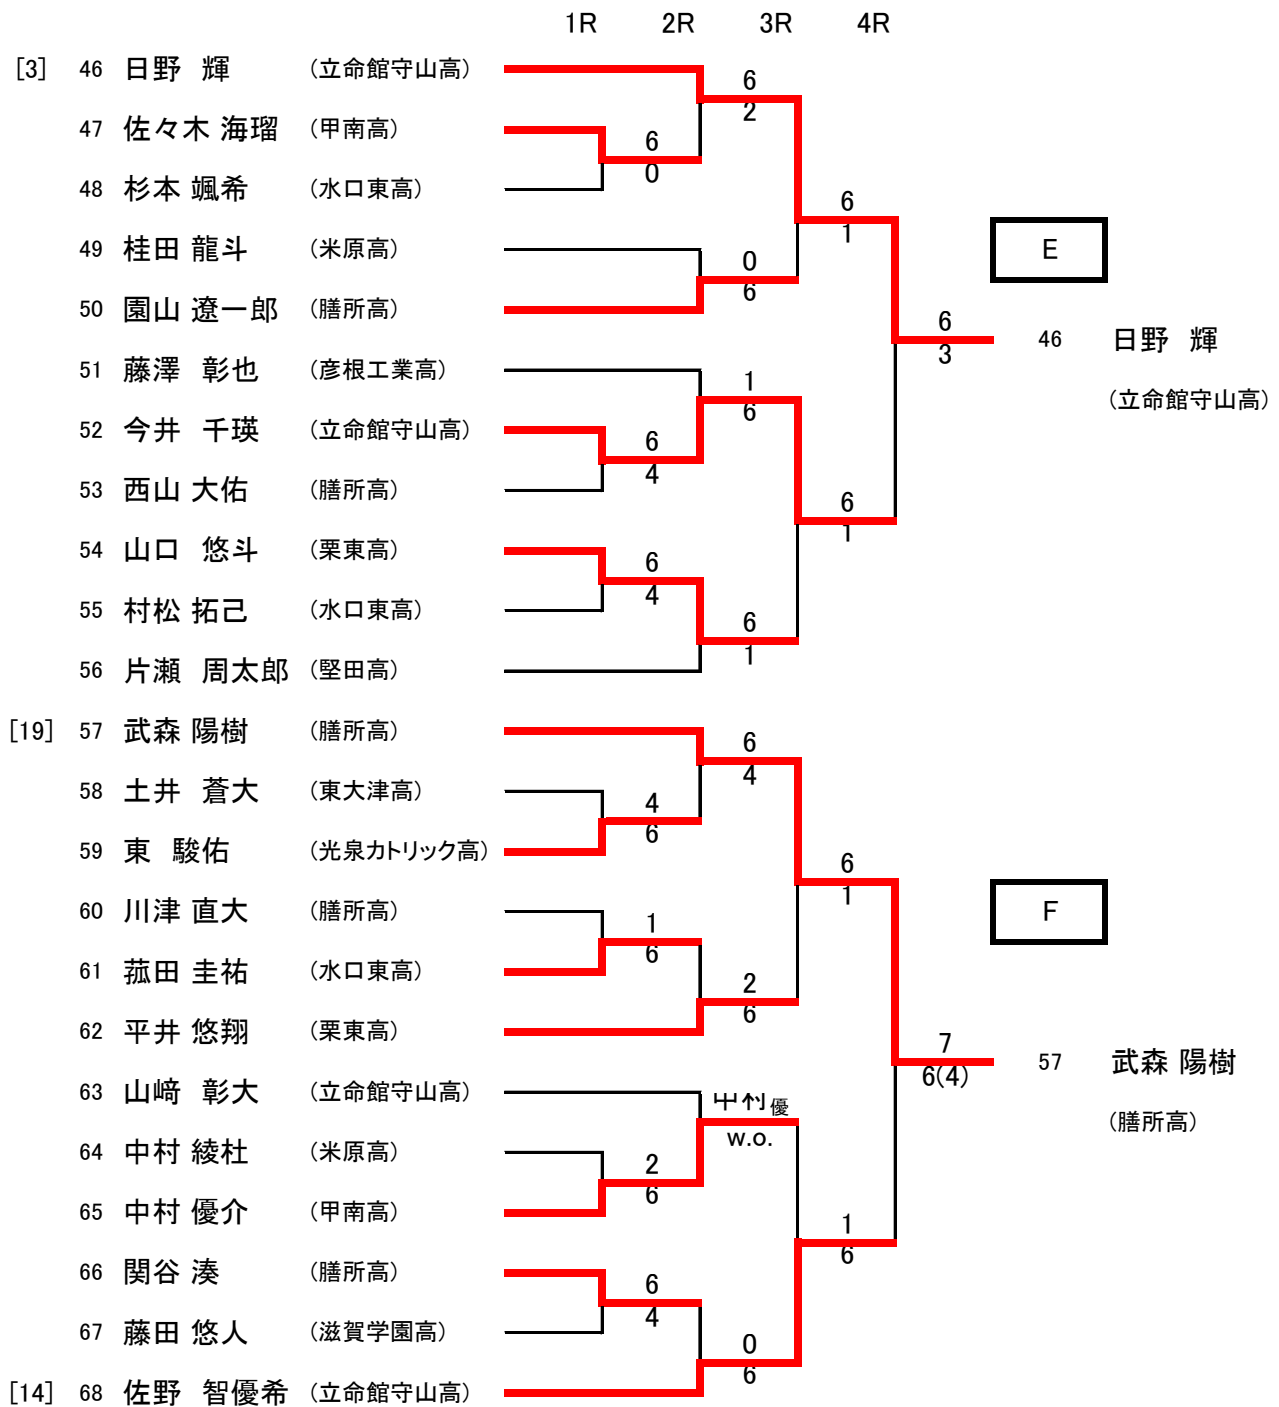 1R 2R 3R 4R
[3] 46 日野 輝 (立命館守山高)
6
2
47 佐々木 海瑠 (甲南高)
6
0
48 杉本 颯希 (水口東高)
6
1
49 桂田 龍斗 (米原高)
0
6
E
50 園山 遼一郎 (膳所高)
6
3
46 日野 輝
(立命館守山高)
51 藤澤 彰也 (彦根工業高)
1
6
52 今井 千瑛 (立命館守山高)
6
4
53 西山 大佑 (膳所高)
6
1
54 山口 悠斗 (栗東高)
6
4
55 村松 拓己 (水口東高)
6
1
56 片瀬 周太郎 (堅田高)
[19] 57 武森 陽樹 (膳所高)
6
4
58 土井 蒼大 (東大津高)
4
6
59 東 駿佑 (光泉カトリック高)
6
1
60 川津 直大 (膳所高)
1
6
F
61 菰田 圭祐 (水口東高)
2
6
62 平井 悠翔 (栗東高)
7
6(4)
57 武森 陽樹
(膳所高)
63 山﨑 彰大 (立命館守山高)
中村優
w.o.
64 中村 綾杜 (米原高)
2
6
65 中村 優介 (甲南高)
1
6
66 関谷 湊 (膳所高)
6
4
67 藤田 悠人 (滋賀学園高)
0
6
[14] 68 佐野 智優希 (立命館守山高)